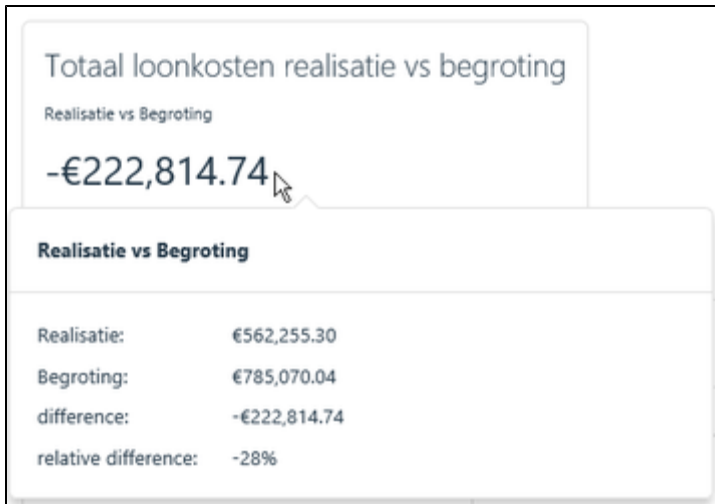 Totaal loonkosten realisatie vs begroting
Realisatie vs Begroting
-€222,814.74
Realisatie vs Begroting
Realisatie: €562,255.30
Begroting: €785,070.04
difference: -€222,814.74
relative difference: -28%